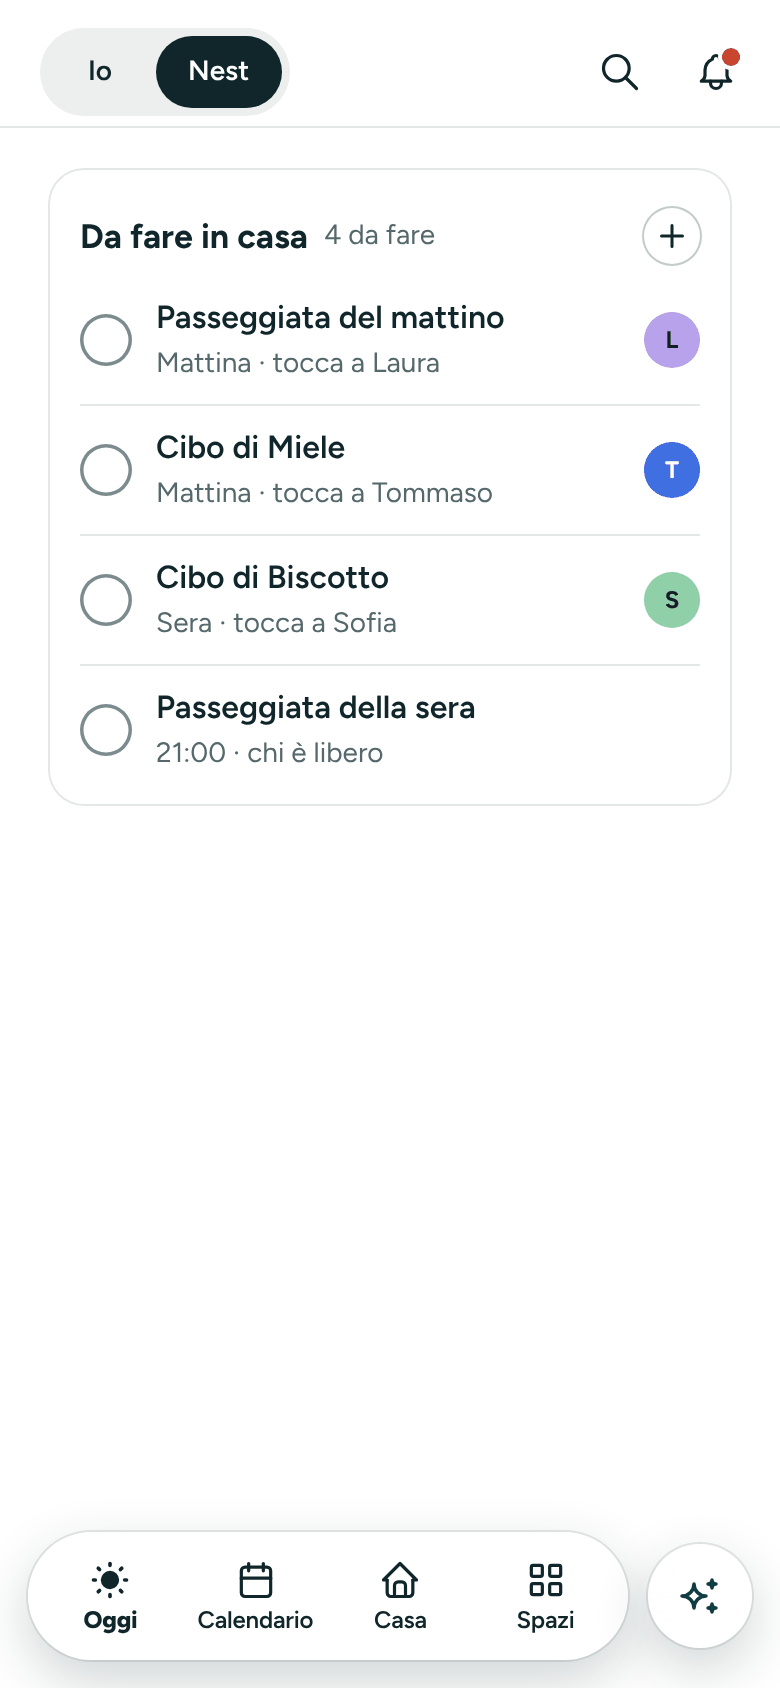 Io Nest
Da fare in casa 4 da fare
Passeggiata del mattino
Mattina · tocca a Laura
L
Cibo di Miele
Mattina · tocca a Tommaso
T
Cibo di Biscotto
Sera · tocca a Sofia
S
Passeggiata della sera
21:00 · chi è libero
Oggi Calendario Casa Spazi